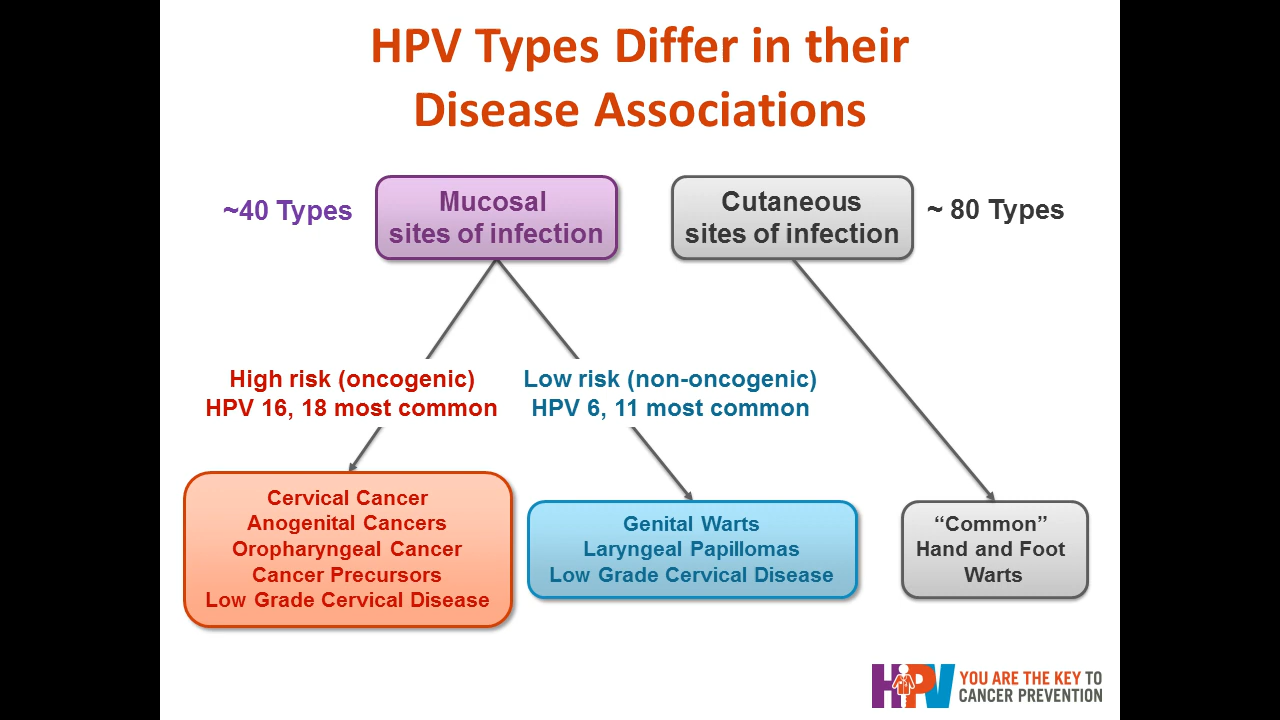 HPV Types Differ in their
Disease Associations
~40 Types
Mucosal
sites of infection
Cutaneous
sites of infection
~ 80 Types
High risk (oncogenic)
HPV 16, 18 most common
Low risk (non-oncogenic)
HPV 6, 11 most common
Cervical Cancer
Anogenital Cancers
Oropharyngeal Cancer
Cancer Precursors
Low Grade Cervical Disease
Genital Warts
Laryngeal Papillomas
Low Grade Cervical Disease
“Common”
Hand and Foot
Warts
HPV
YOU ARE THE KEY TO
CANCER PREVENTION